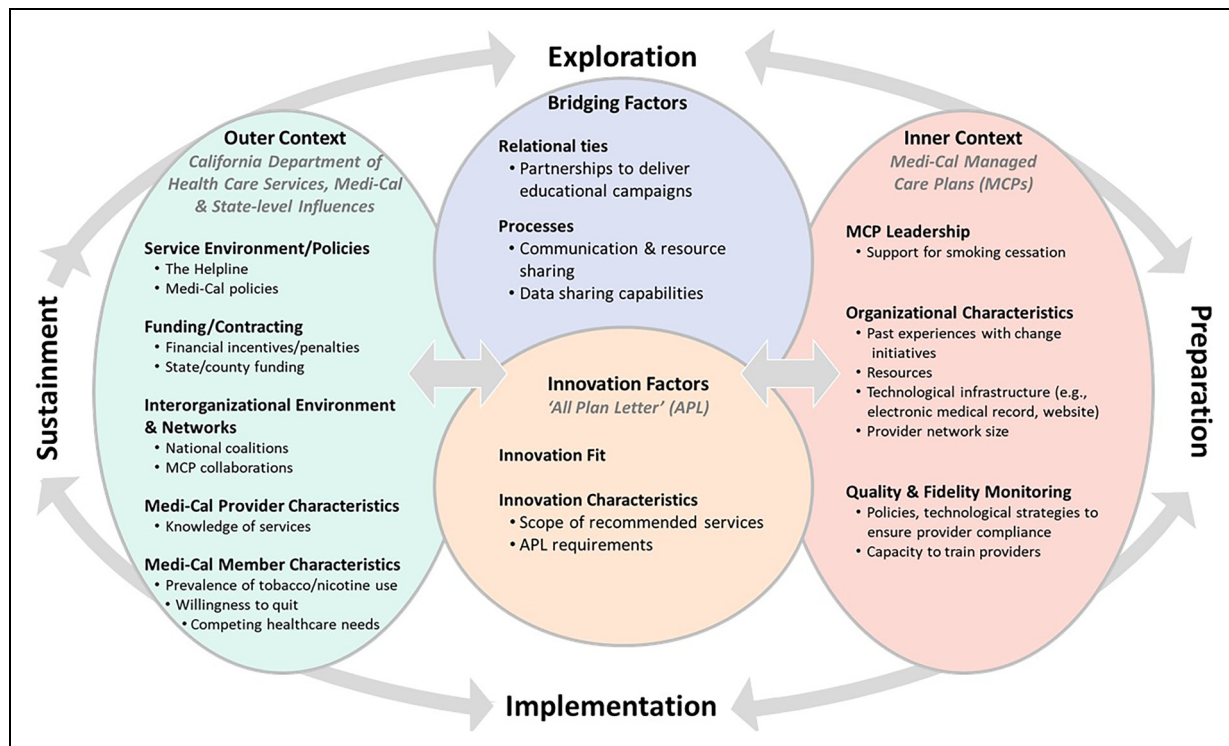 Exploration
Bridging Factors
Relational ties
• Partnerships to deliver
educational campaigns
Processes
• Communication & resource
sharing
• Data sharing capabilities
Outer Context
California Department of
Health Care Services, Medi-Cal
& State-level Influences
Service Environment/Policies
• The Helpline
• Medi-Cal policies
Funding/Contracting
• Financial incentives/penalties
• State/county funding
Interorganizational Environment
& Networks
• National coalitions
• MCP collaborations
Medi-Cal Provider Characteristics
• Knowledge of services
Medi-Cal Member Characteristics
• Prevalence of tobacco/nicotine use
• Willingness to quit
• Competing healthcare needs
Innovation Factors
‘All Plan Letter’ (APL)
Innovation Fit
Innovation Characteristics
• Scope of recommended services
• APL requirements
Inner Context
Medi-Cal Managed
Care Plans (MCPs)
MCP Leadership
• Support for smoking cessation
Organizational Characteristics
• Past experiences with change
initiatives
• Resources
• Technological infrastructure (e.g.,
electronic medical record, website)
• Provider network size
Quality & Fidelity Monitoring
• Policies, technological strategies to
ensure provider compliance
• Capacity to train providers
Preparation
Implementation
Sustainment